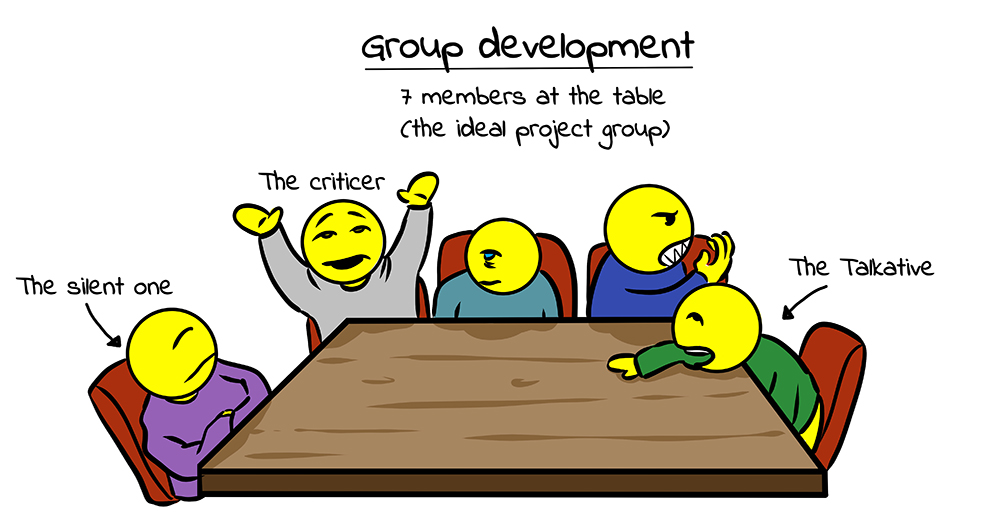 Group development
7 members at the table
(the ideal project group)
The criticer
The silent one
The Talkative